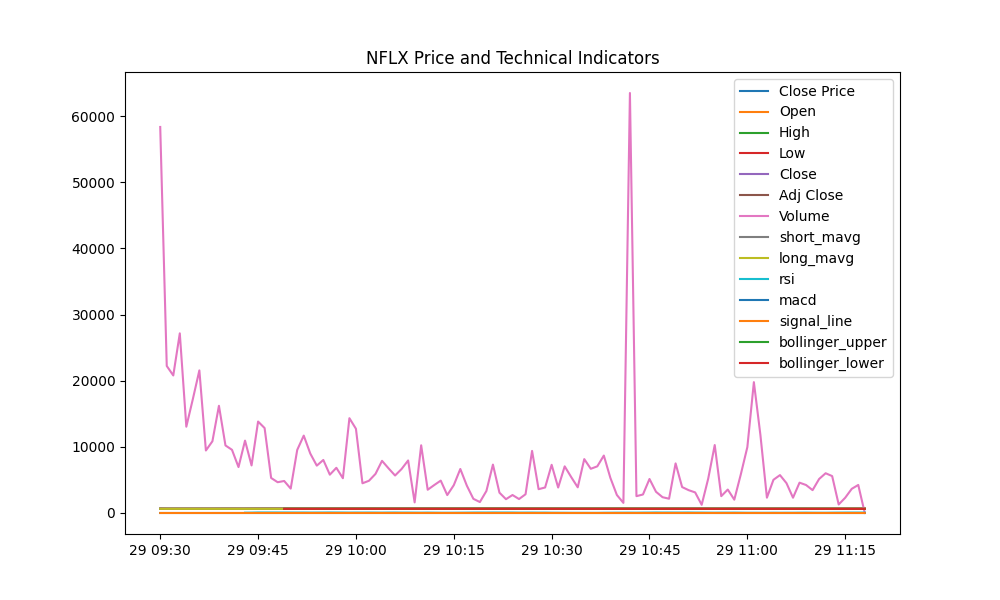 NFLX Price and Technical Indicators
60000
50000
40000
30000
20000
10000
0
Close Price
Open
High
Low
Close
Adj Close
Volume
short_mavg
long_mavg
rsi
macd
signal_line
bollinger_upper
bollinger_lower
29 09:30 29 09:45 29 10:00 29 10:15 29 10:30 29 10:45 29 11:00 29 11:15